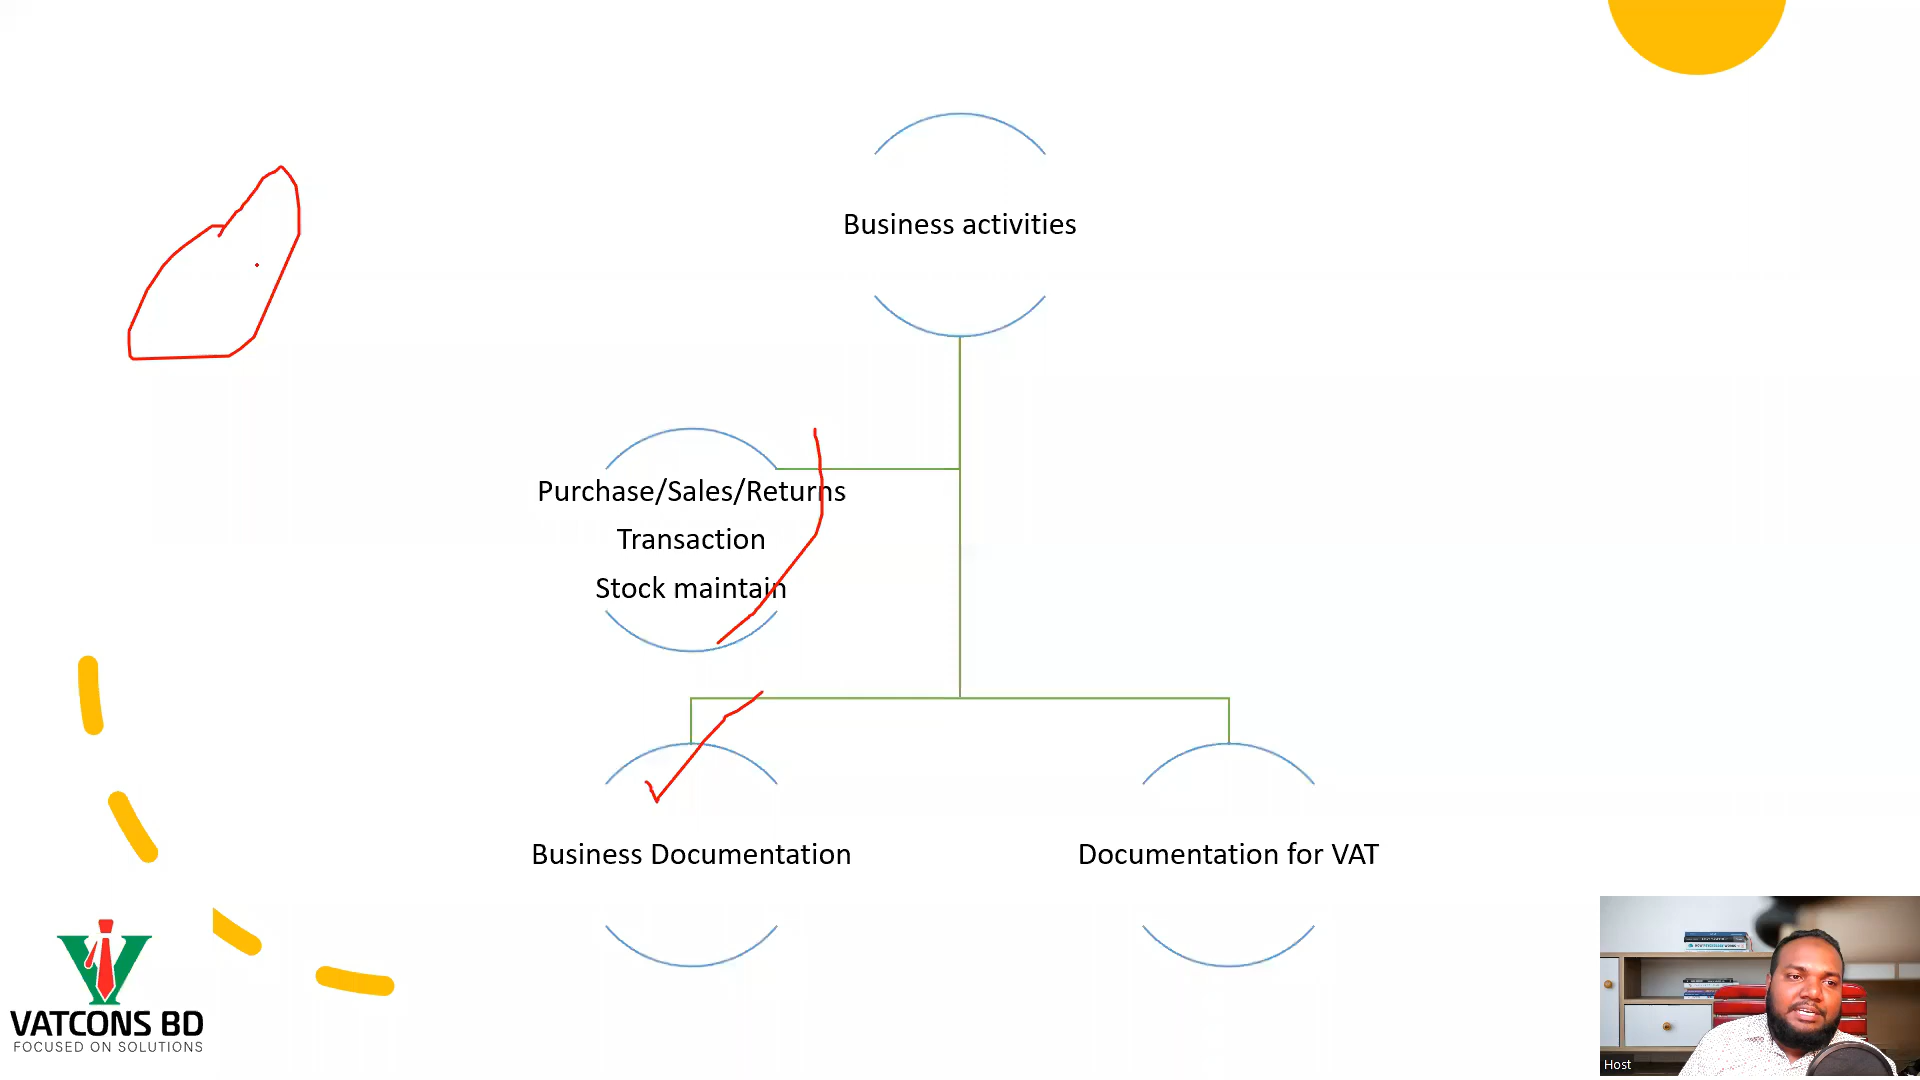 Business activities
Purchase/Sales/Returns
Transaction
Stock maintain
Business Documentation
Documentation for VAT
VATCONS BD
FOCUSED ON SOLUTIONS
Host